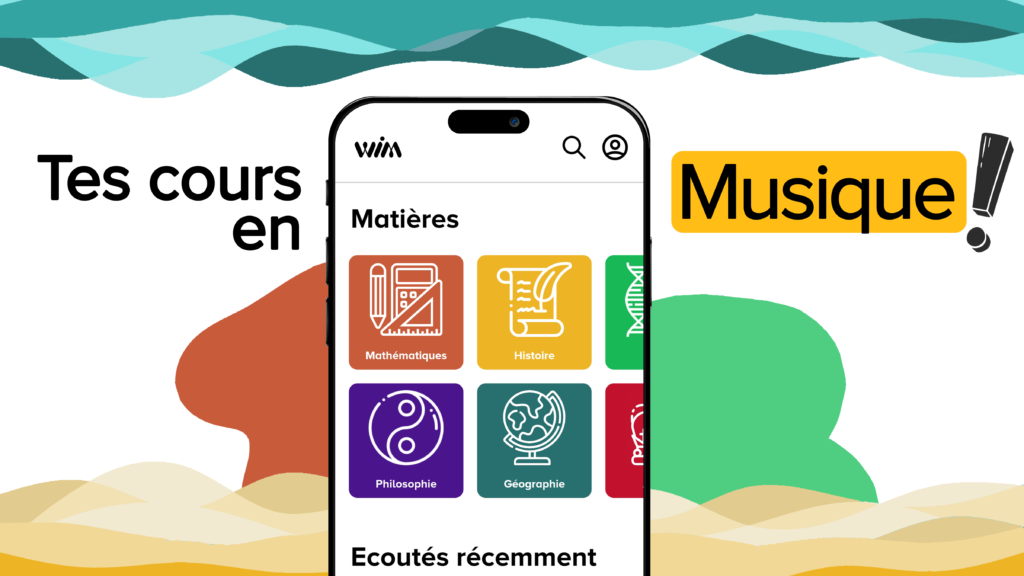 Tes cours
en
Musique!
wim
Matières
Mathématiques
Histoire
Philosophie
Géographie
Ecoutés récemment